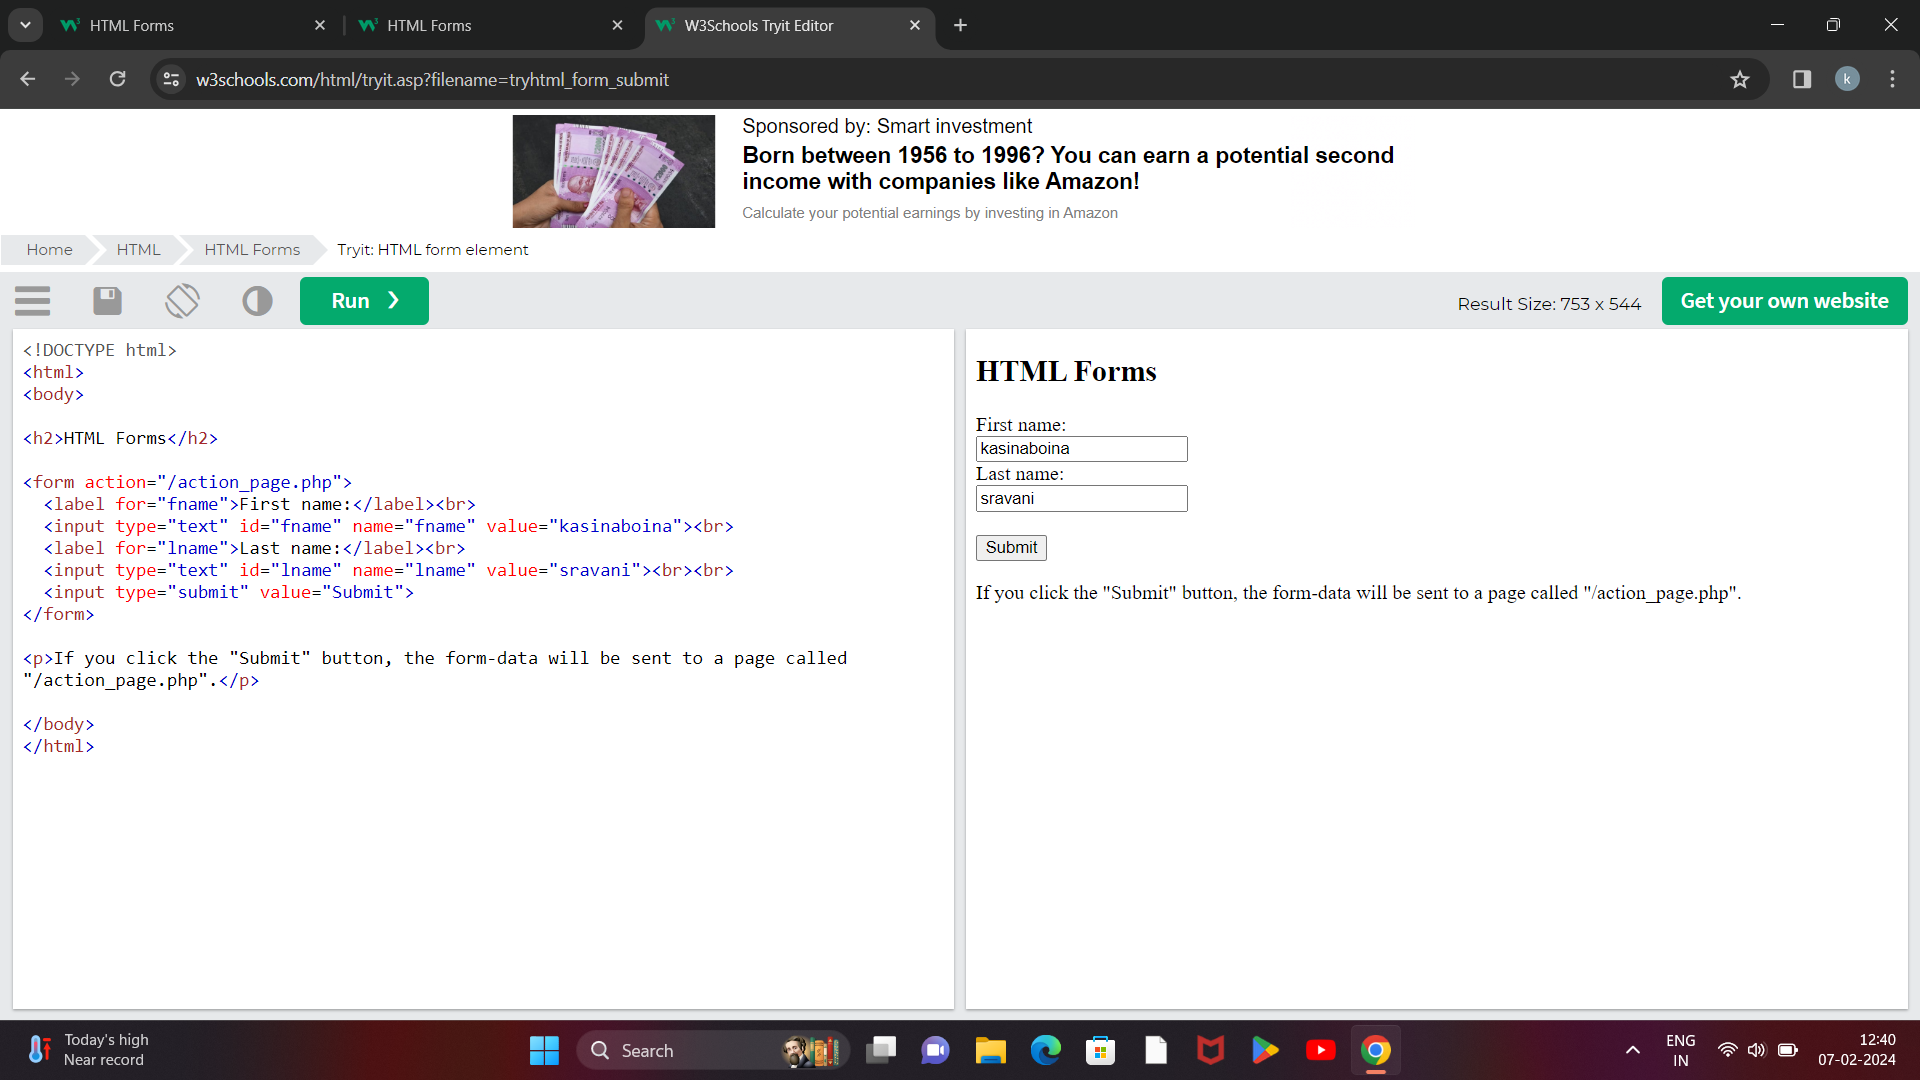 HTML Forms
HTML Forms
W3Schools Tryit Editor
w3schools.com/html/tryit.asp?filename=tryhtml_form_submit
k
Sponsored by: Smart investment
Born between 1956 to 1996? You can earn a potential second
income with companies like Amazon!
Calculate your potential earnings by investing in Amazon
Home HTML HTML Forms Tryit: HTML form element
Run ❯
Result Size: 753 x 544
Get your own website
<!DOCTYPE html>
<html>
<body>
<h2>HTML Forms</h2>
<form action="/action_page.php">
<label for="fname">First name:</label><br>
<input type="text" id="fname" name="fname" value="kasinaboina"><br>
<label for="lname">Last name:</label><br>
<input type="text" id="lname" name="lname" value="sravani"><br><br>
<input type="submit" value="Submit">
</form>
<p>If you click the "Submit" button, the form-data will be sent to a page called
"/action_page.php".</p>
</body>
</html>
HTML Forms
First name:
kasinaboina
Last name:
sravani
Submit
If you click the "Submit" button, the form-data will be sent to a page called "/action_page.php".
Today's high
Near record
Search
ENG
IN
12:40
07-02-2024